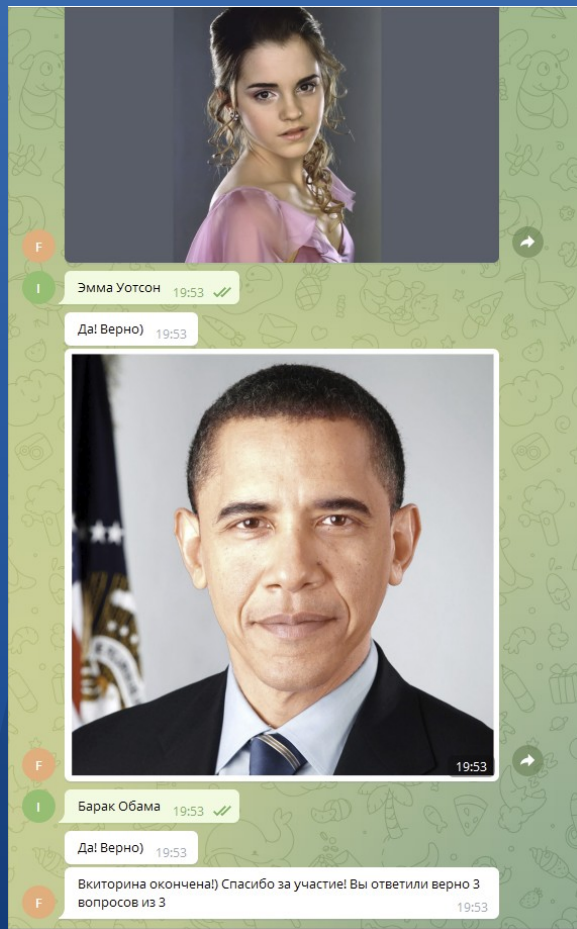 F
I
Эмма Уотсон 19:53
Да! Верно) 19:53
19:53
F
I
Барак Обама 19:53
Да! Верно) 19:53
Вкиторина окончена!) Спасибо за участие! Вы ответили верно 3
вопросов из 3
F
19:53